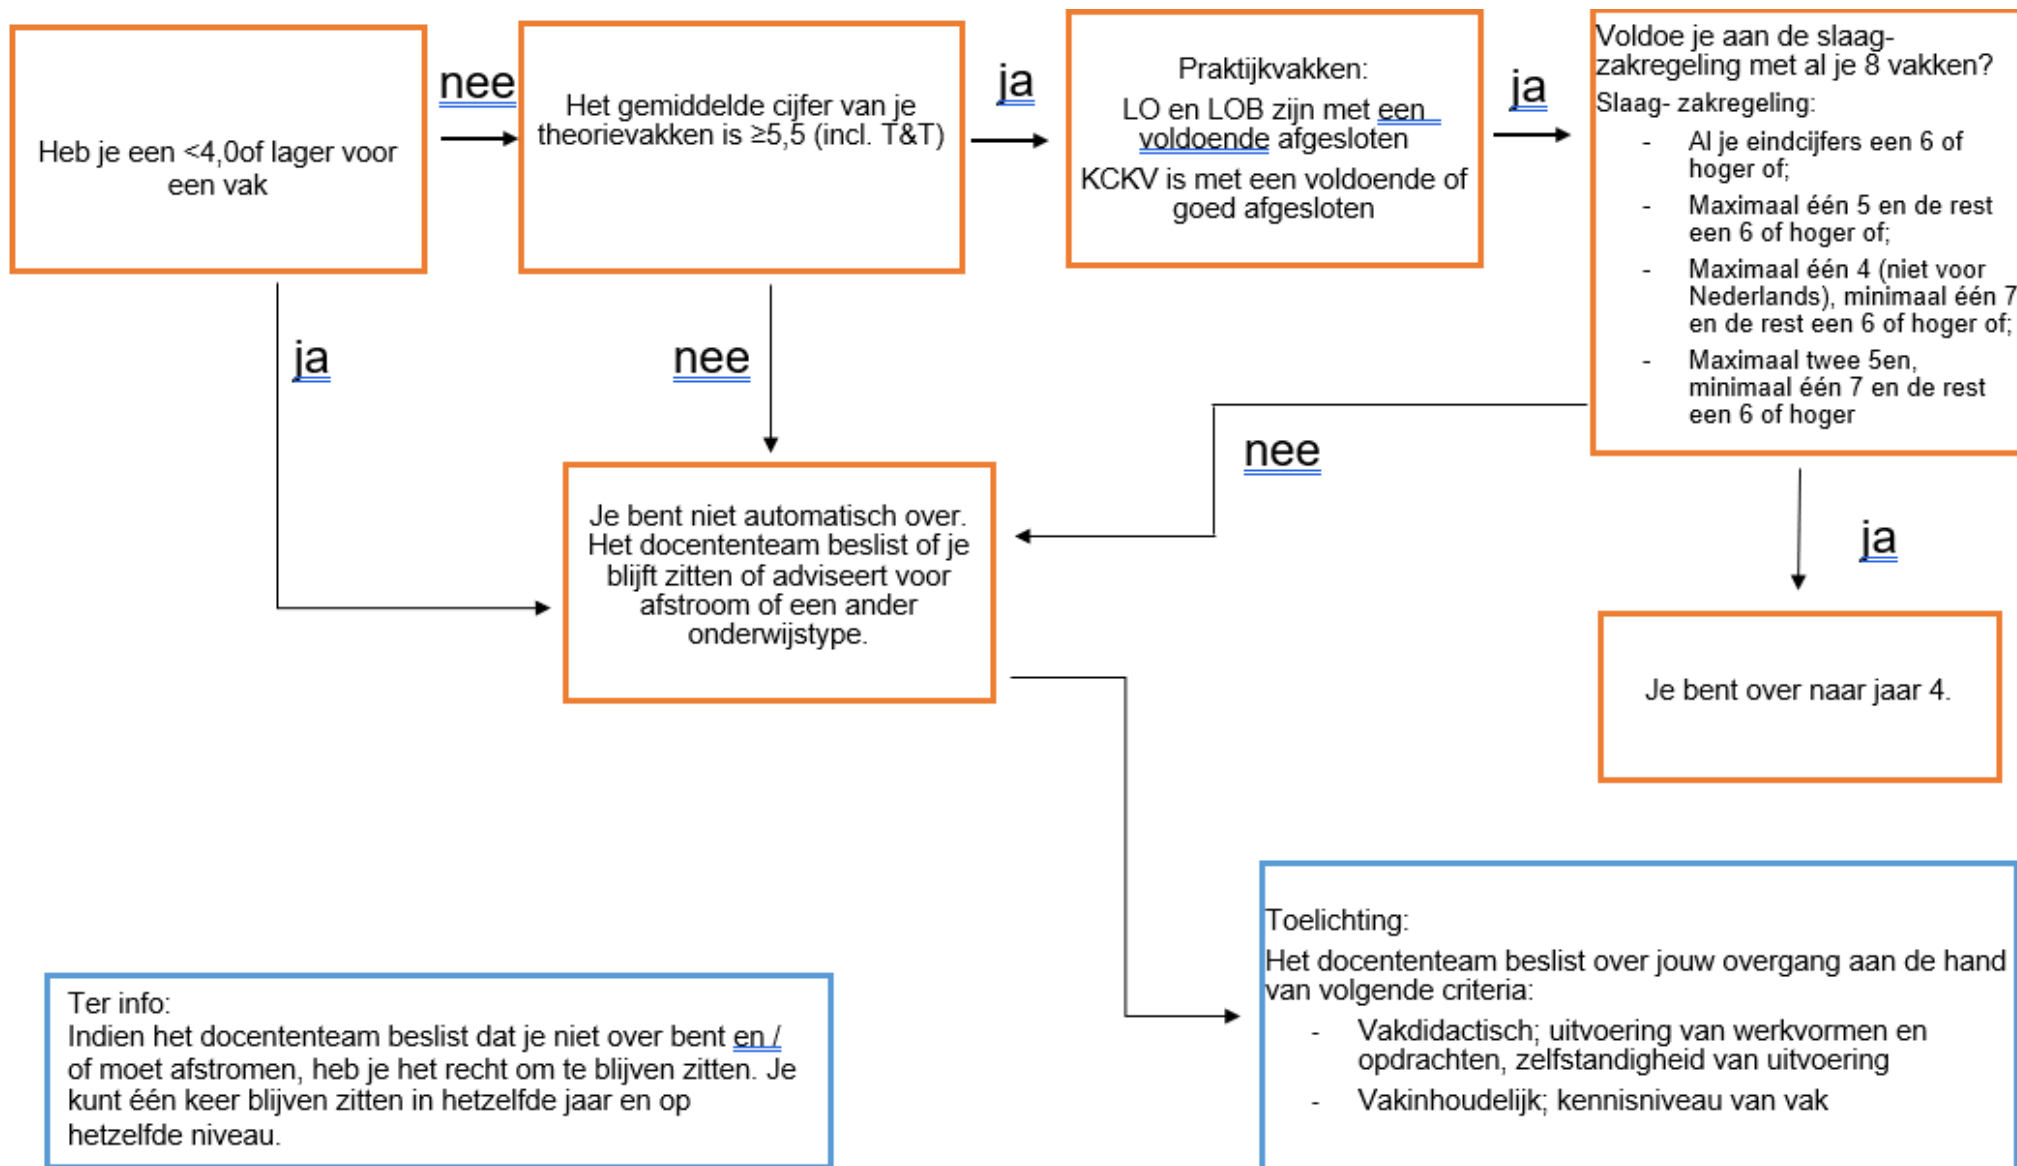 Heb je een <4,0of lager voor
een vak
nee
Het gemiddelde cijfer van je
theorievakken is ≥5,5 (incl. T&T)
ja
Praktijkvakken:
LO en LOB zijn met een
voldoende afgesloten
KCKV is met een voldoende of
goed afgesloten
ja
Voldoe je aan de slaag-
zakregeling met al je 8 vakken?
Slaag- zakregeling:
- Al je eindcijfers een 6 of
hoger of;
- Maximaal één 5 en de rest
een 6 of hoger of;
- Maximaal één 4 (niet voor
Nederlands), minimaal één 7
en de rest een 6 of hoger of;
- Maximaal twee 5en,
minimaal één 7 en de rest
een 6 of hoger
ja
nee
nee
ja
Je bent niet automatisch over.
Het docententeam beslist of je
blijft zitten of adviseert voor
afstroom of een ander
onderwijstype.
Je bent over naar jaar 4.
Toelichting:
Het docententeam beslist over jouw overgang aan de hand
van volgende criteria:
- Vakdidactisch; uitvoering van werkvormen en
opdrachten, zelfstandigheid van uitvoering
- Vakinhoudelijk; kennisniveau van vak
Ter info:
Indien het docententeam beslist dat je niet over bent en /
of moet afstromen, heb je het recht om te blijven zitten. Je
kunt één keer blijven zitten in hetzelfde jaar en op
hetzelfde niveau.